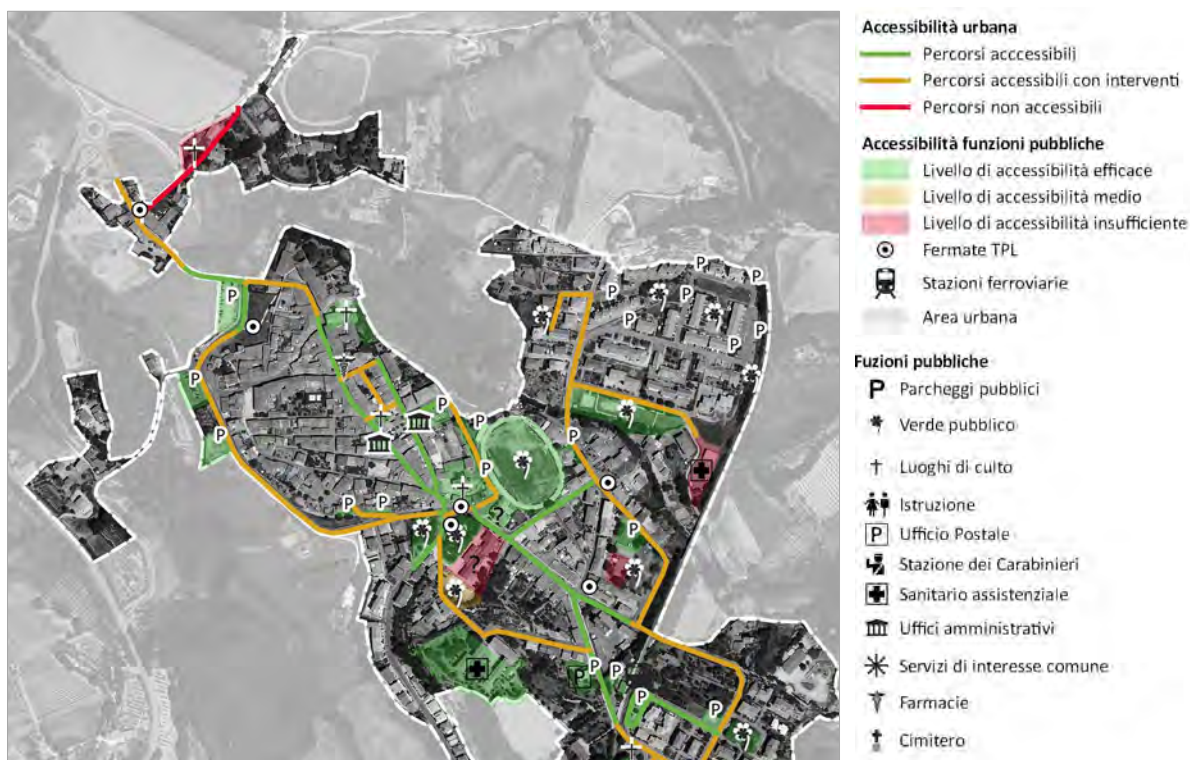 Accessibilità urbana
Percorsi acccessibili
Percorsi accessibili con interventi
Percorsi non accessibili
Accessibilità funzioni pubbliche
Livello di accessibilità efficace
Livello di accessibilità medio
Livello di accessibilità insufficiente
Fermate TPL
Stazioni ferroviarie
Area urbana
Fuzioni pubbliche
P Parcheggi pubblici
Verde pubblico
Luoghi di culto
Istruzione
P Ufficio Postale
Stazione dei Carabinieri
Sanitario assistenziale
Uffici amministrativi
Servizi di interesse comune
Farmacie
Cimitero